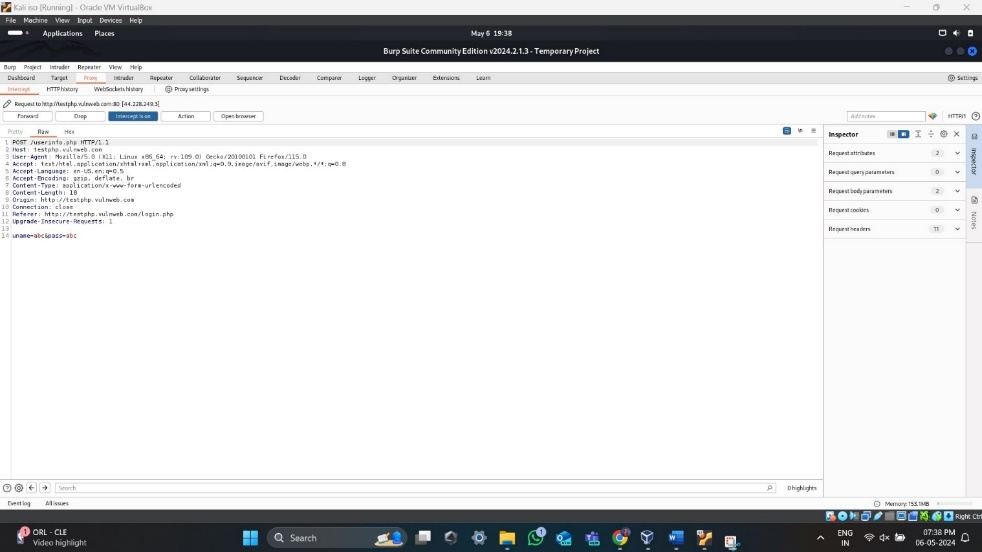 Kali iso [Running] - Oracle VM VirtualBox
File Machine View Input Devices Help
Applications Places May 6 19:38
Burp Suite Community Edition v2024.2.1.3 - Temporary Project
Burp Project Intruder Repeater View Help
Dashboard Target Proxy Intruder Repeater Collaborator Sequencer Decoder Comparer Logger Organizer Extensions Learn Settings
Intercept HTTP history WebSockets history Proxy settings
Request to http://testphp.vulnweb.com:80 [44.228.249.3]
Forward Drop Intercept is on Action Open browser Add notes HTTP/1
Pretty Raw Hex
1 POST /userinfo.php HTTP/1.1
2 Host: testphp.vulnweb.com
3 User-Agent: Mozilla/5.0 (X11; Linux x86_64; rv:109.0) Gecko/20100101 Firefox/115.0
4 Accept: text/html,application/xhtml+xml,application/xml;q=0.9,image/avif,image/webp,*/*;q=0.8
5 Accept-Language: en-US,en;q=0.5
6 Accept-Encoding: gzip, deflate, br
7 Content-Type: application/x-www-form-urlencoded
8 Content-Length: 18
9 Origin: http://testphp.vulnweb.com
10 Connection: close
11 Referer: http://testphp.vulnweb.com/login.php
12 Upgrade-Insecure-Requests: 1
13
14 uname=abc&pass=abc
Inspector
Request attributes 2
Request query parameters 0
Request body parameters 2
Request cookies 0
Request headers 11
Inspector
Notes
Search 0 highlights
Event log All issues Memory: 153.1MB
Right Ctrl
1 ORL - CLE
Video highlight
Search
ENG
IN
07:38 PM
06-05-2024